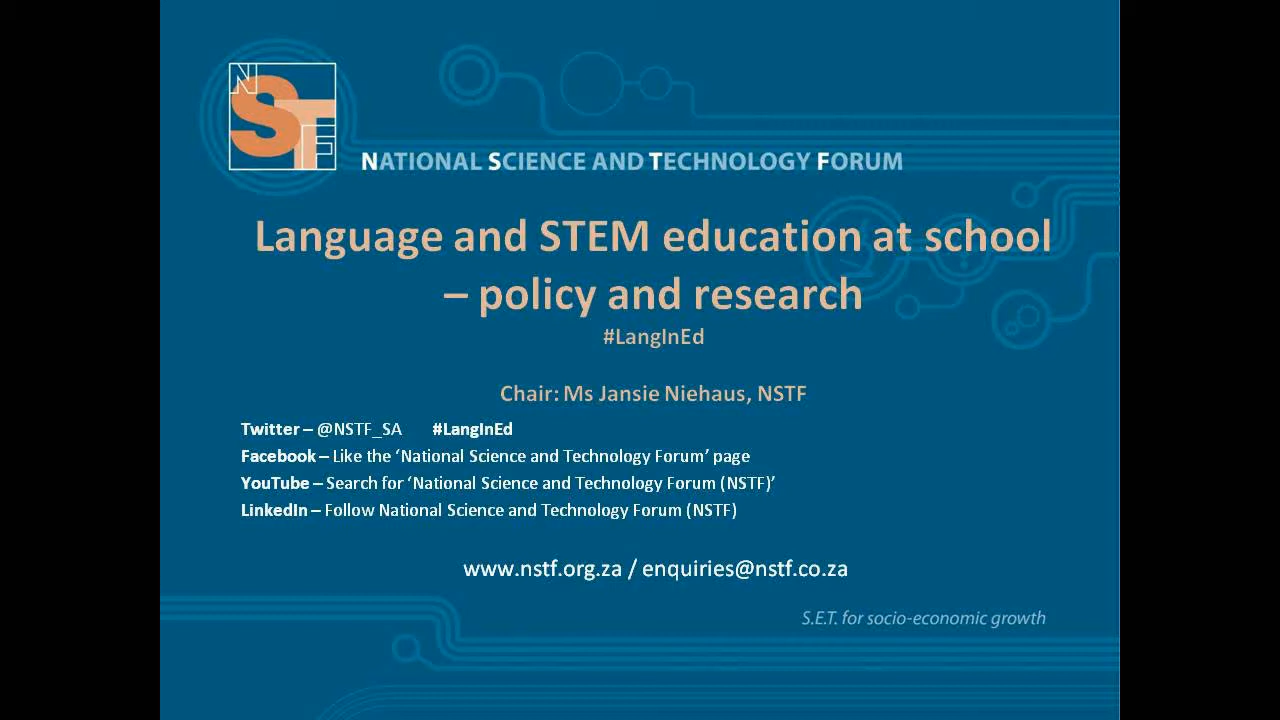 NSTF
NATIONAL SCIENCE AND TECHNOLOGY FORUM
Language and STEM education at school
– policy and research
#LangInEd
Chair: Ms Jansie Niehaus, NSTF
Twitter – @NSTF_SA #LangInEd
Facebook – Like the ‘National Science and Technology Forum’ page
YouTube – Search for ‘National Science and Technology Forum (NSTF)’
LinkedIn – Follow National Science and Technology Forum (NSTF)
www.nstf.org.za / enquiries@nstf.co.za
S.E.T. for socio-economic growth